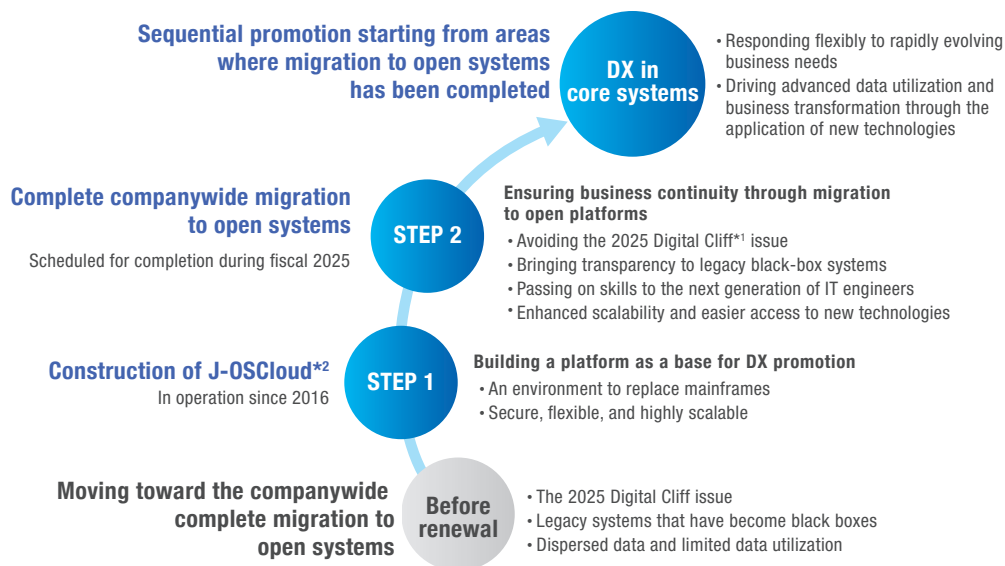 Sequential promotion starting from areas
where migration to open systems
has been completed
DX in
core systems
• Responding flexibly to rapidly evolving
business needs
• Driving advanced data utilization and
business transformation through the
application of new technologies
Complete companywide migration
to open systems
Scheduled for completion during fiscal 2025
STEP 2
Ensuring business continuity through migration
to open platforms
• Avoiding the 2025 Digital Cliff*1 issue
• Bringing transparency to legacy black-box systems
• Passing on skills to the next generation of IT engineers
• Enhanced scalability and easier access to new technologies
Construction of J-OSCloud*2
In operation since 2016
STEP 1
Building a platform as a base for DX promotion
• An environment to replace mainframes
• Secure, flexible, and highly scalable
Moving toward the companywide
complete migration to
open systems
Before
renewal
• The 2025 Digital Cliff issue
• Legacy systems that have become black boxes
• Dispersed data and limited data utilization